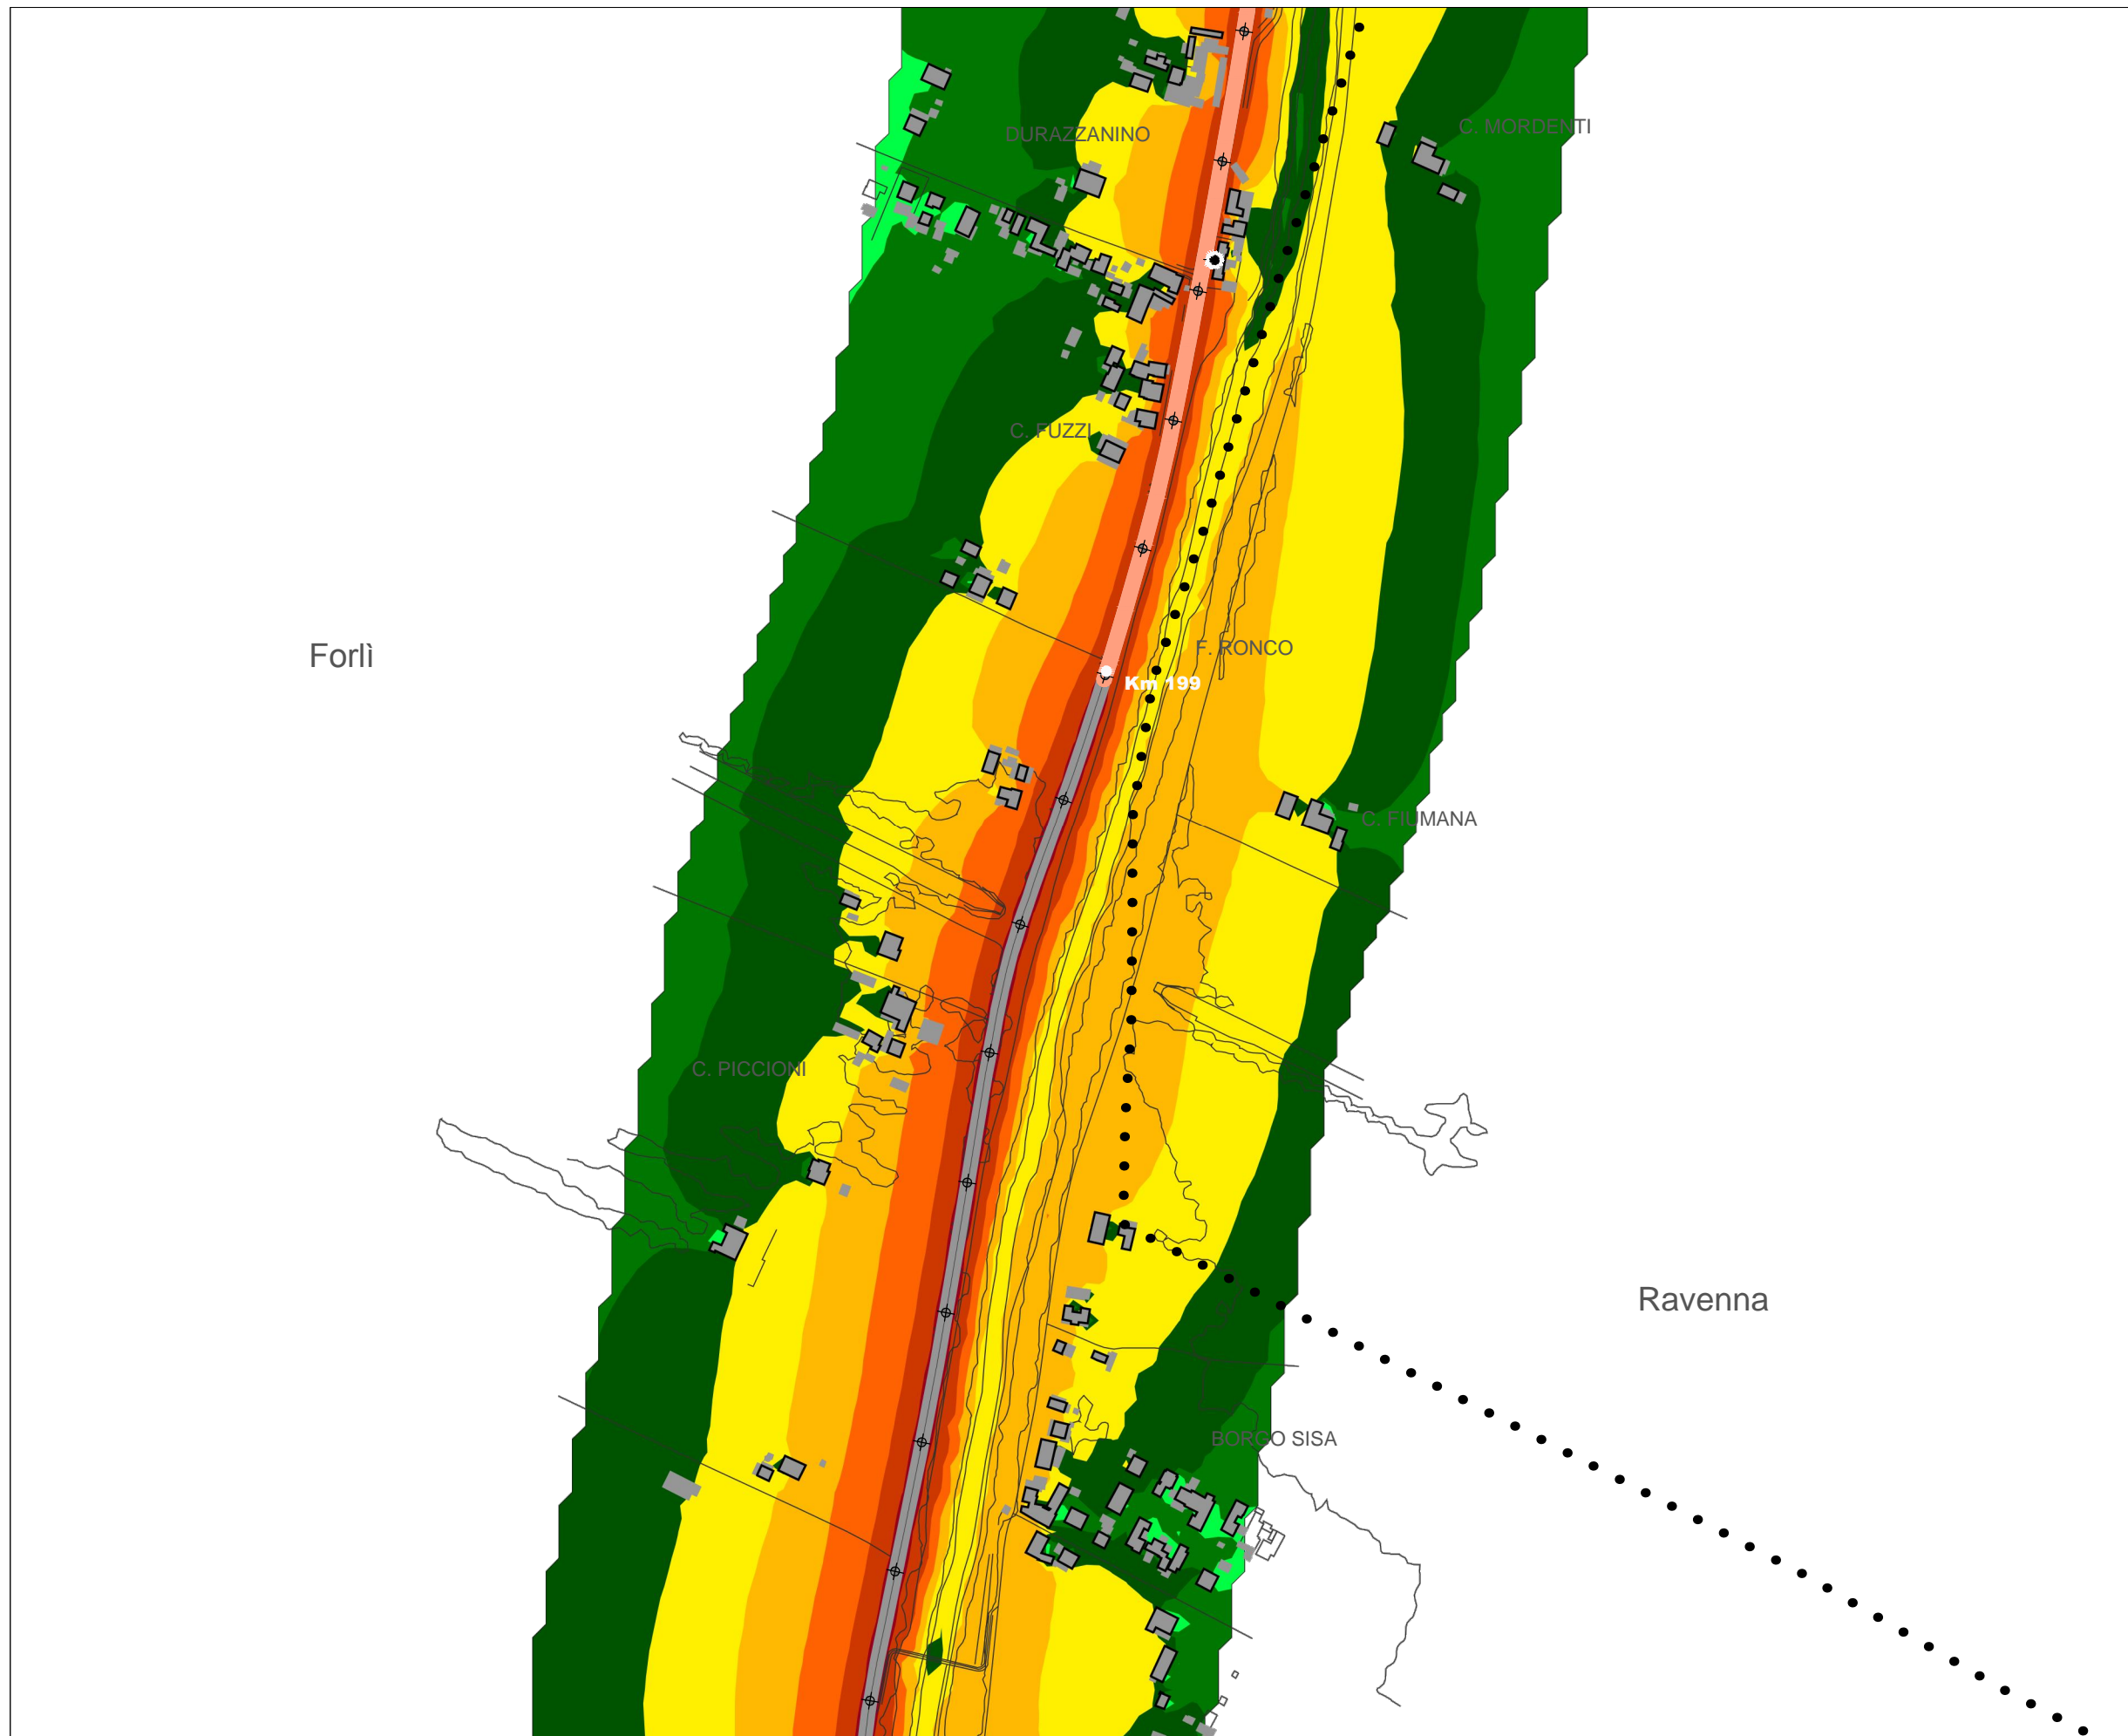 C. MORDENTI
DURAZZANINO
C. FUZZI
F. RONCO
Forlì
Km 199
C. FIUMANA
C. PICCIONI
Ravenna
BORGO SISA